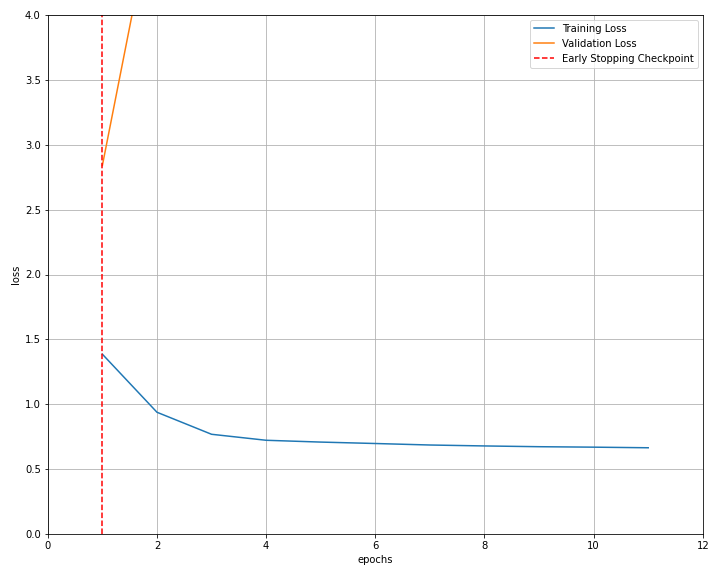 Training Loss
Validation Loss
Early Stopping Checkpoint
4.0
3.5
3.0
2.5
2.0
1.5
1.0
0.5
0.0
loss
0 2 4 6 8 10 12
epochs